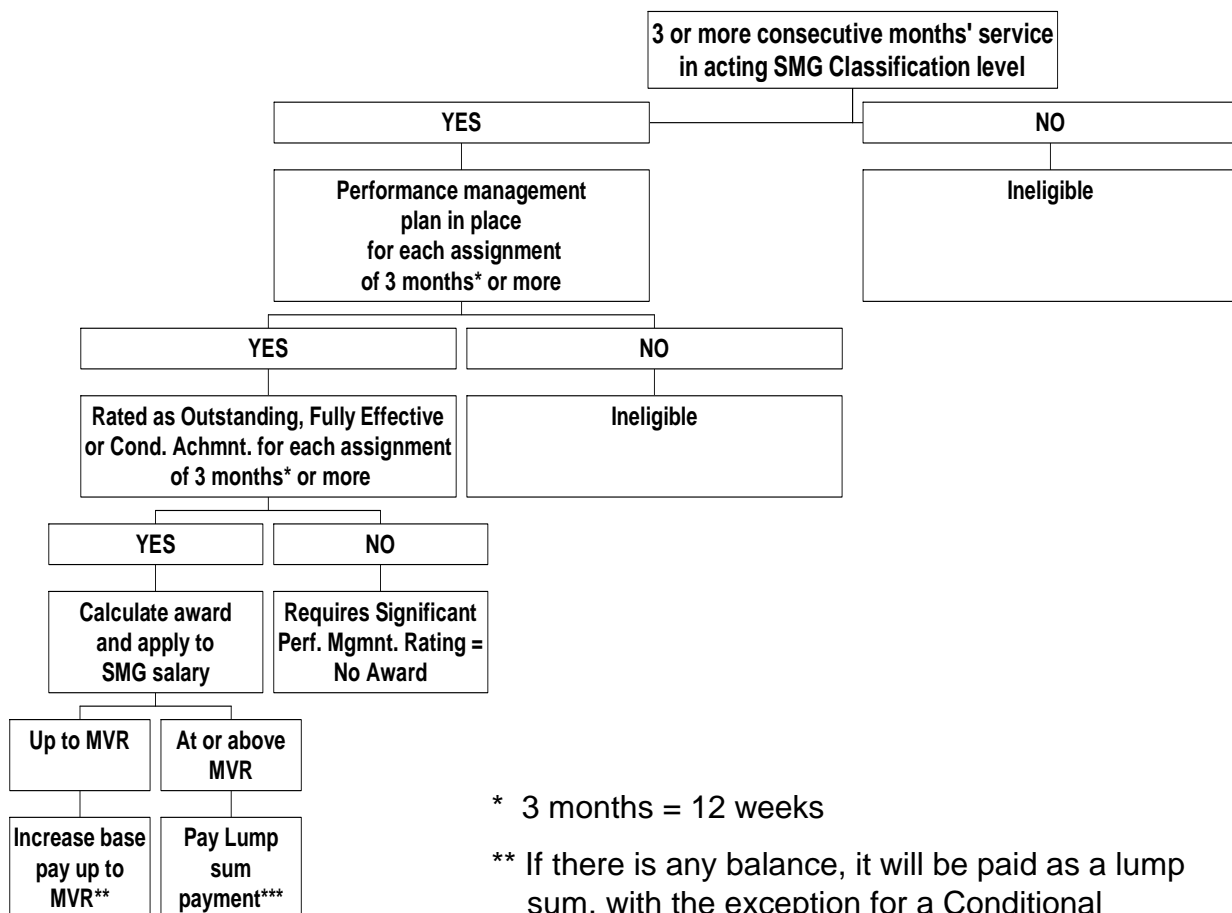 3 or more consecutive months' service
in acting SMG Classification level
YES
NO
Performance management
plan in place
for each assignment
of 3 months* or more
Ineligible
YES
NO
Rated as Outstanding, Fully Effective
or Cond. Achmnt. for each assignment
of 3 months* or more
Ineligible
YES
NO
Calculate award
and apply to
SMG salary
Requires Significant
Perf. Mgmnt. Rating =
No Award
Up to MVR
At or above
MVR
Increase base
pay up to
MVR**
Pay Lump
sum
payment***
* 3 months = 12 weeks
** If there is any balance, it will be paid as a lump
sum, with the exception for a Conditional